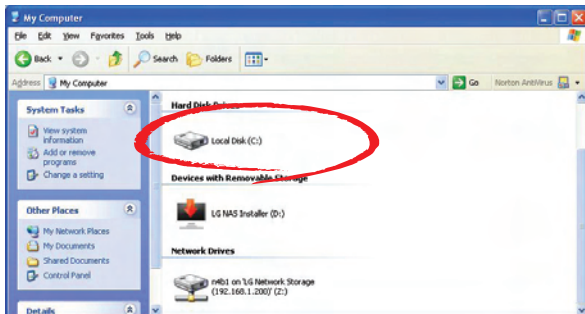 My Computer
File Edit View Favorites Tools Help
Back Search Folders
Address My Computer Go Norton AntiVirus
System Tasks
View system
information
Add or remove
programs
Change a setting
Other Places
My Network Places
My Documents
Shared Documents
Control Panel
Details
Hard Disk Drives
Local Disk (C:)
Devices with Removable Storage
LG NAS Installer (D:)
Network Drives
n4b1 on 'LG Network Storage
(192.168.1.200)' (Z:)